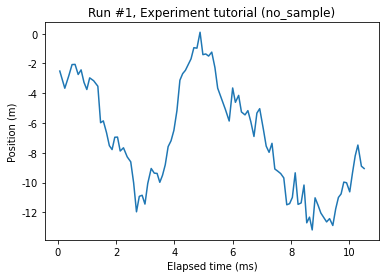 Run #1, Experiment tutorial (no_sample)
Position (m)
0
-2
-4
-6
-8
-10
-12
0 2 4 6 8 10
Elapsed time (ms)